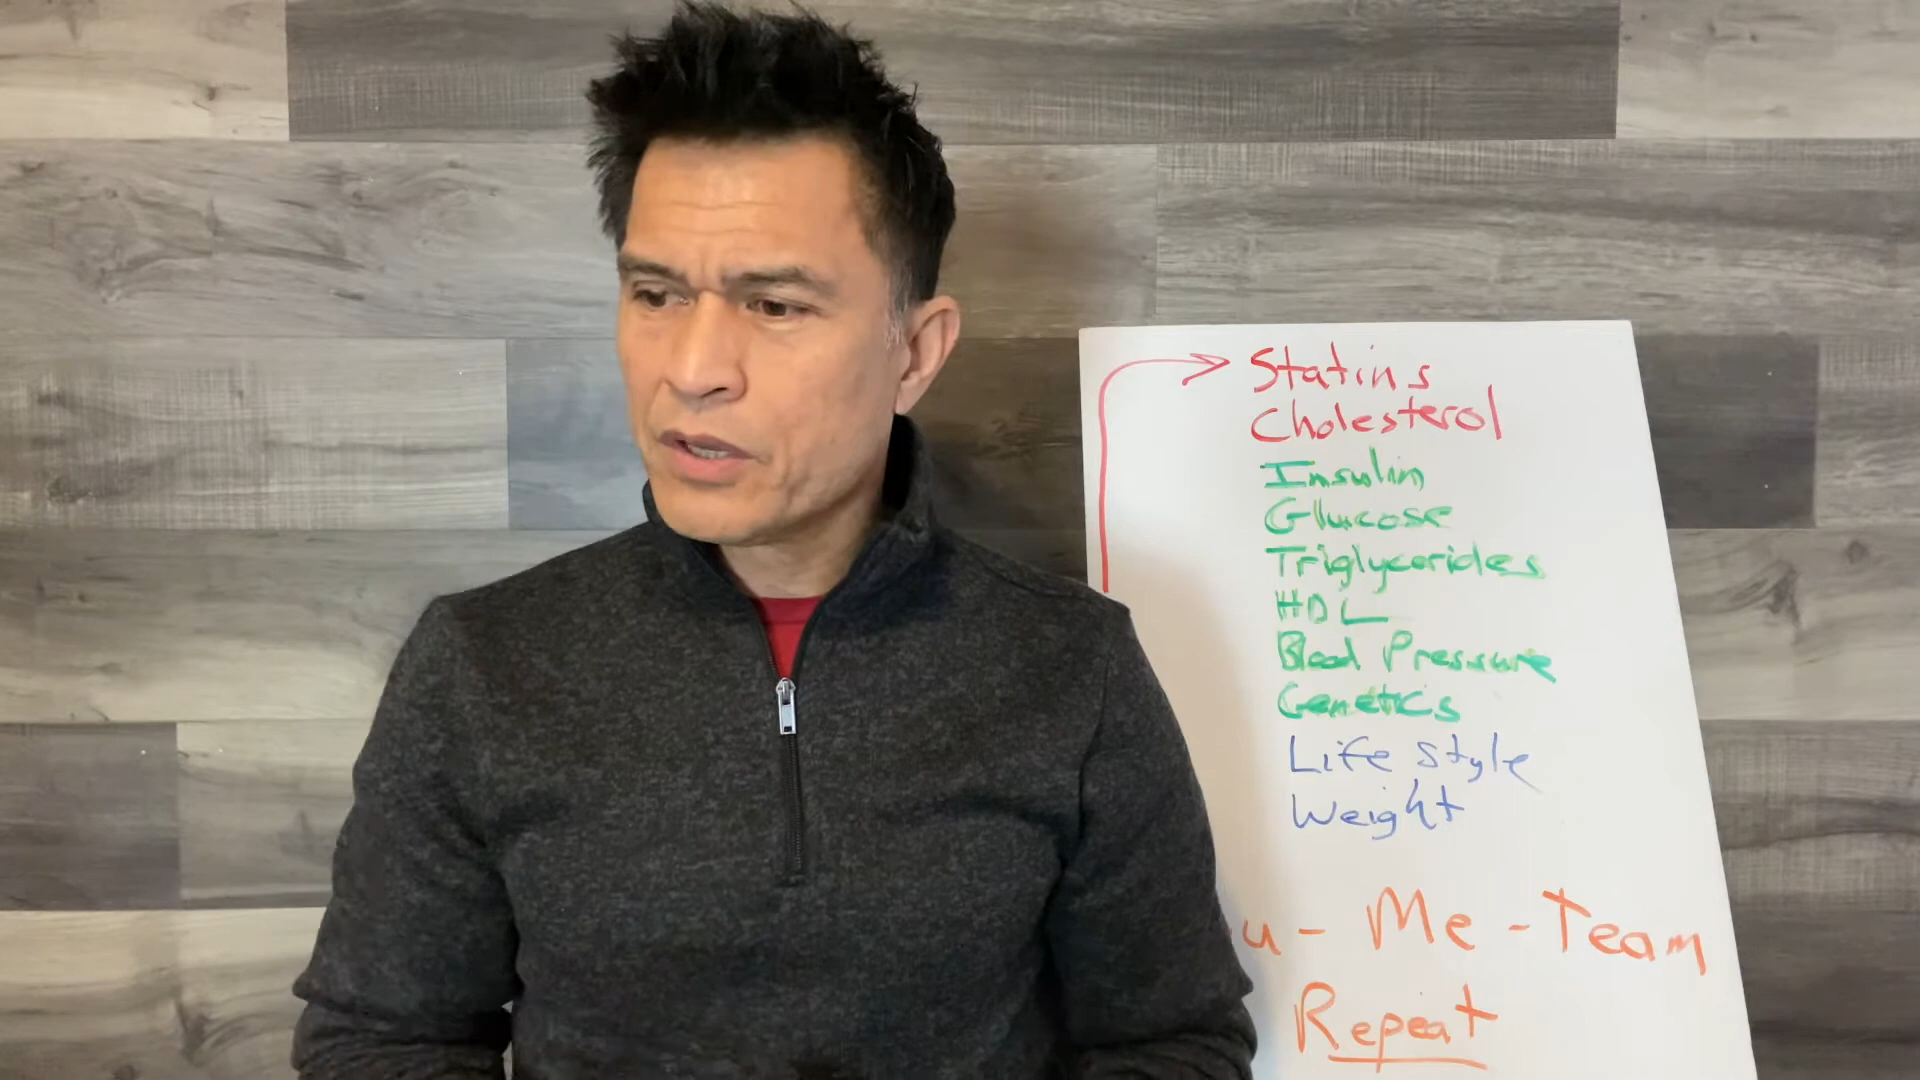 Statins
Cholesterol
Insulin
Glucose
Triglycerides
HDL
Blood Pressure
Genetics
Life Style
Weight
u - Me - Team
Repeat